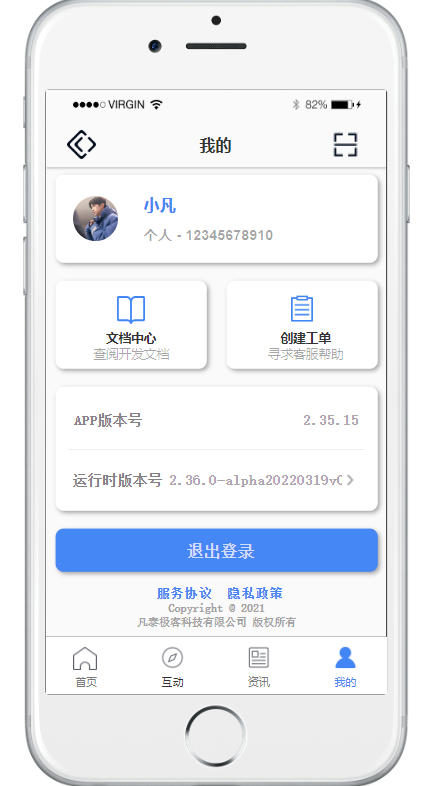 VIRGIN 82%
我的
小凡
个人 - 12345678910
文档中心 创建工单
查阅开发文档 寻求客服帮助
APP版本号 2.35.15
运行时版本号 2.36.0-alpha20220319v
退出登录
服务协议 隐私政策
Copyright @ 2021
凡泰极客科技有限公司 版权所有
首页 互动 资讯 我的